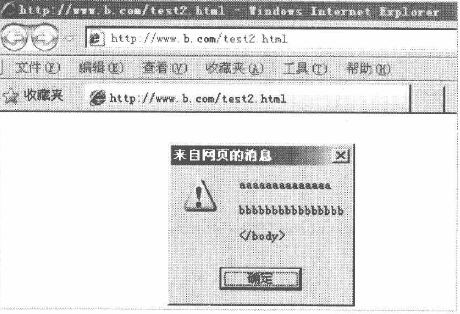 http://www.b.com/test2.html - Windows Internet Explorer
http://www.b.com/test2.html
文件(F) 编辑(E) 查看(V) 收藏夹(A) 工具(T) 帮助(H)
收藏夹 http://www.b.com/test2.html
来自网页的消息
aaaaaaaaaaaaaa
bbbbbbbbbbbbbbbb
</body>
确定